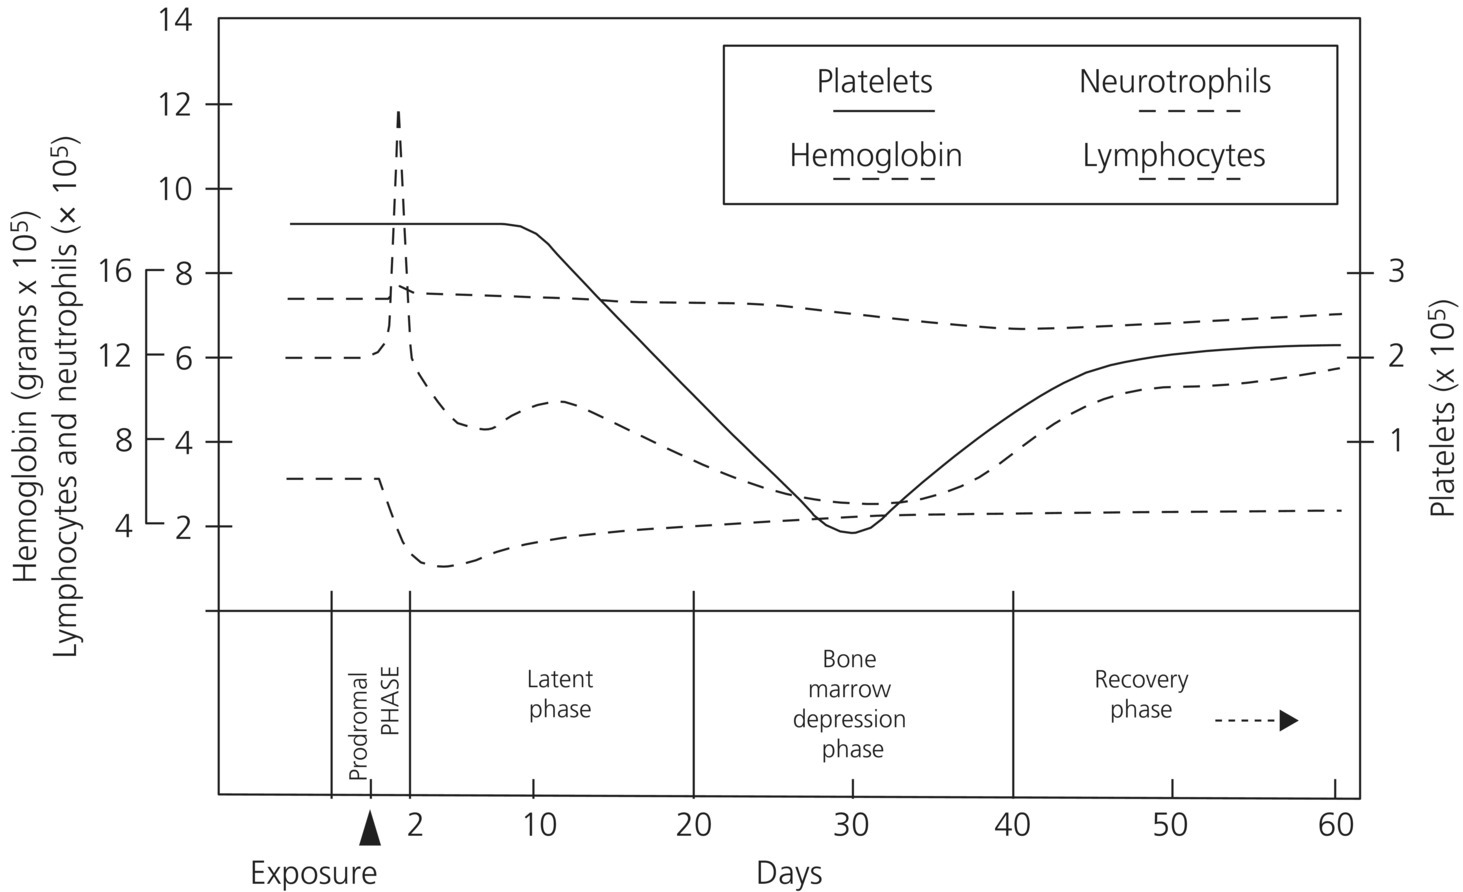 14
12
10
8
6
4
2
16
12
8
4
Hemoglobin (grams x 10⁵)
Lymphocytes and neutrophils (× 10⁵)
Platelets
Neurotrophils
Hemoglobin
Lymphocytes
3
2
1
Platelets (× 10⁵)
Prodromal
PHASE
Latent
phase
Bone
marrow
depression
phase
Recovery
phase
2
10
20
30
40
50
60
Exposure
Days